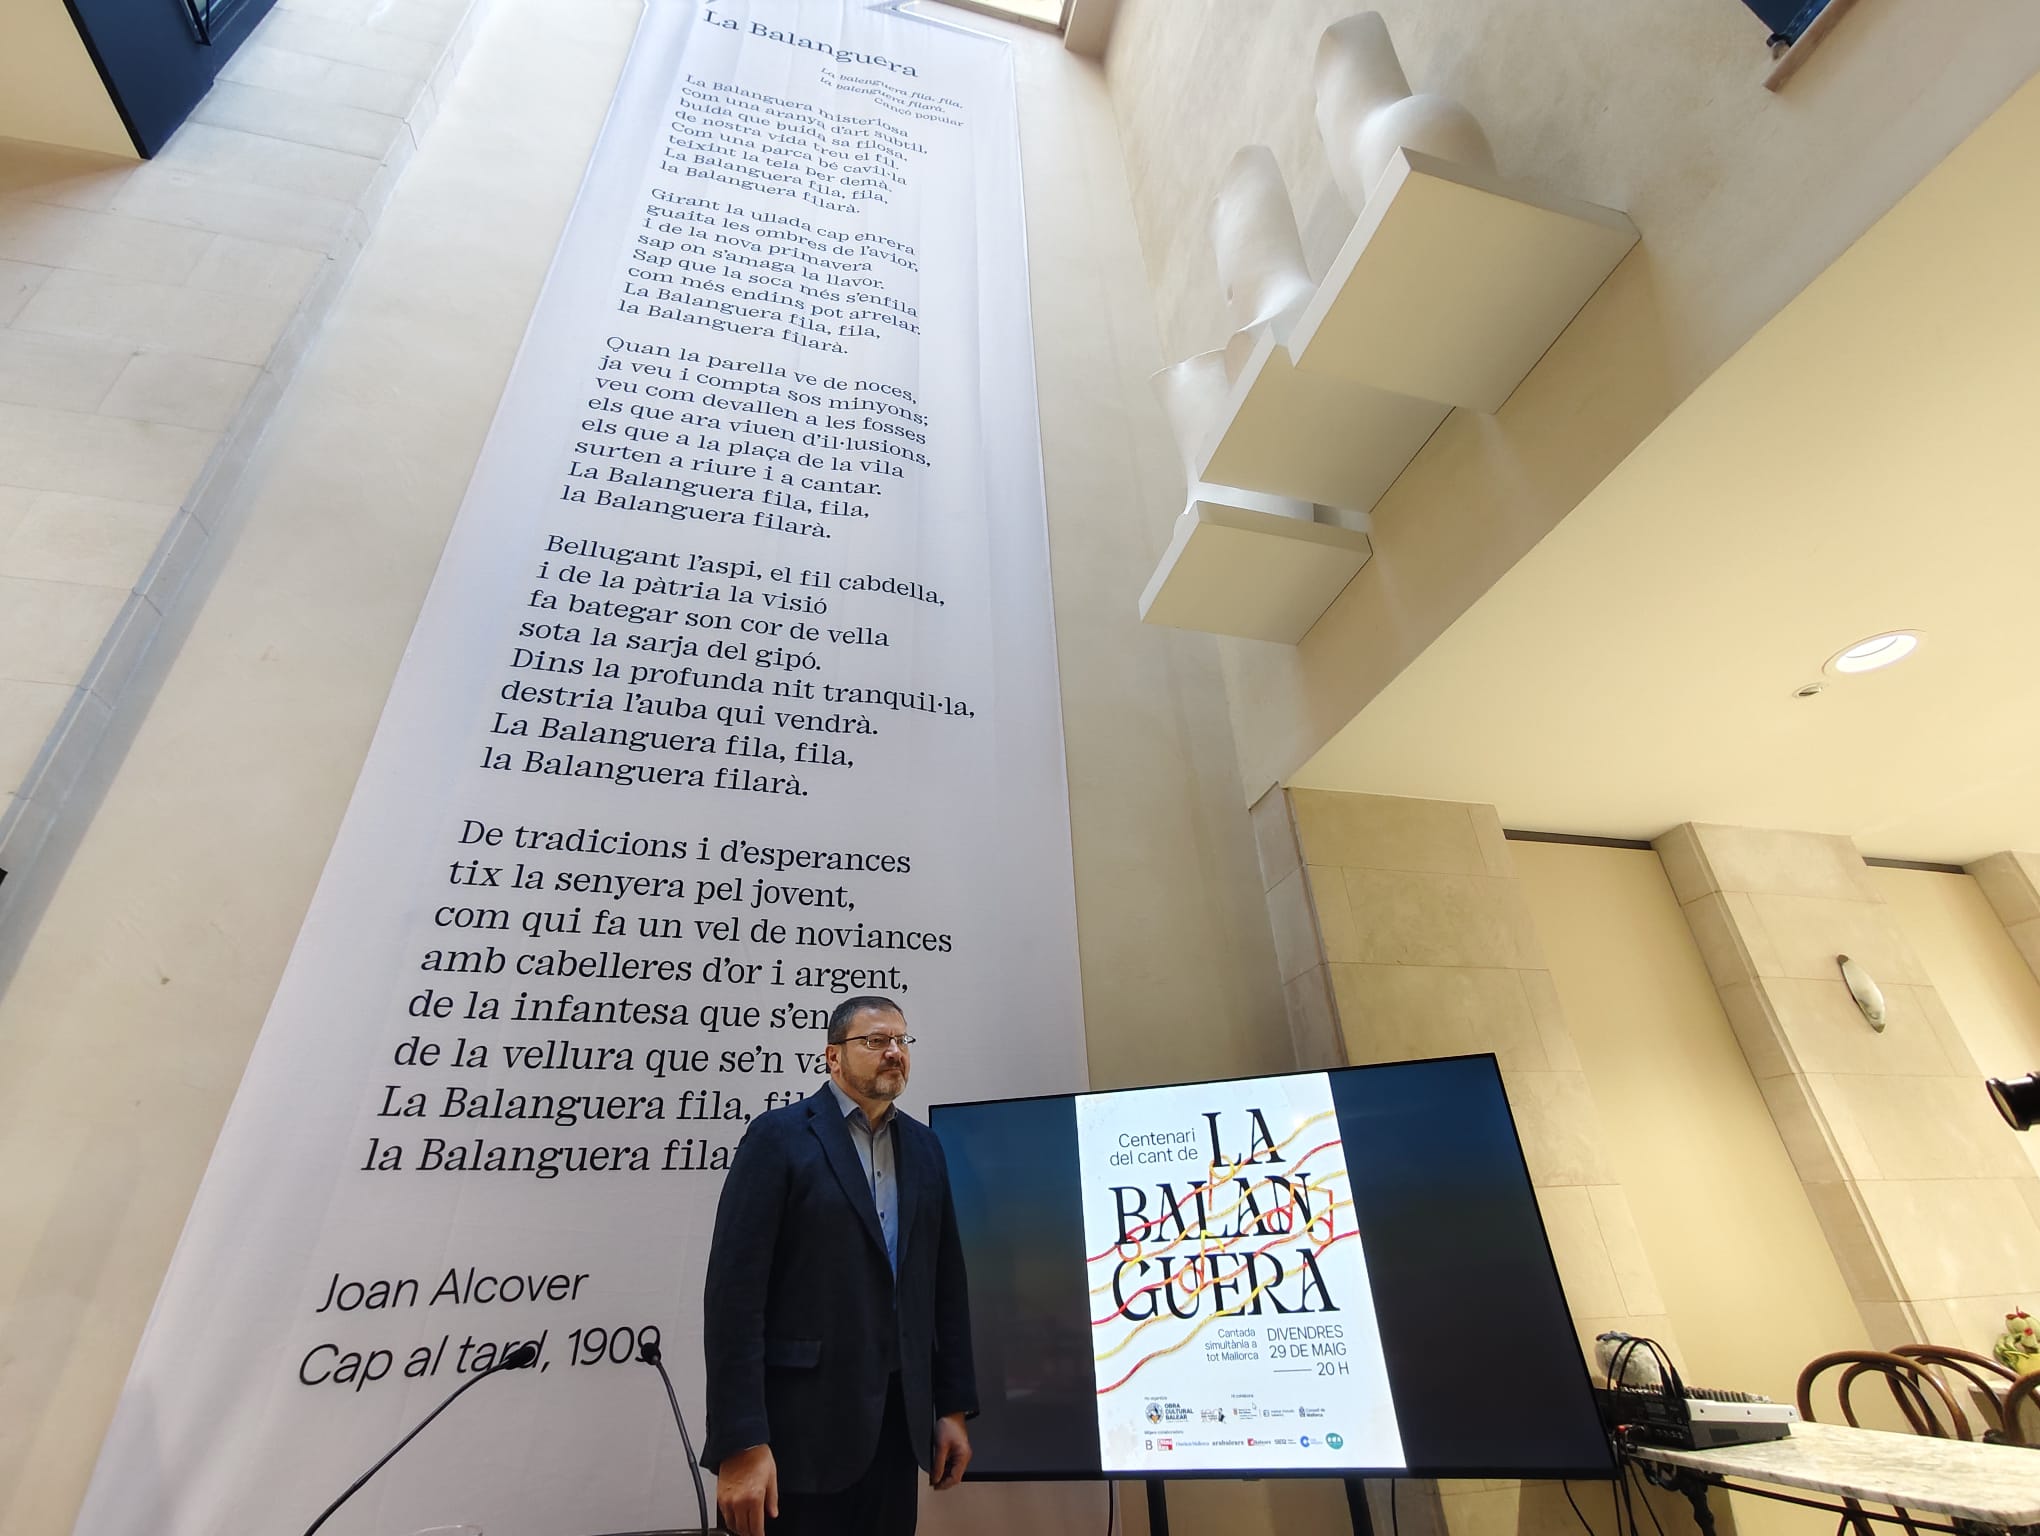 La Balanguera
La balenguera fila, fila,
la balenguera filarà.
Cançó popular
La Balanguera misteriosa
com una aranya d'art subtil,
buida que buida sa filosa,
de nostra vida treu el fil.
Com una parca bé cavil·la
teixint la tela per demà.
La Balanguera fila, fila,
la Balanguera filarà.
Girant la ullada cap enrera
guaita les ombres de l'avior,
i de la nova primavera
sap on s'amaga la llavor.
Sap que la soca més s'enfila
com més endins pot arrelar.
La Balanguera fila, fila,
la Balanguera filarà.
Quan la parella ve de noces,
ja veu i compta sos minyons;
veu com devallen a les fosses
els que ara viuen d'il·lusions,
els que a la plaça de la vila
surten a riure i a cantar.
La Balanguera fila, fila,
la Balanguera filarà.
Bellugant l'aspi, el fil cabdella,
i de la pàtria la visió
fa bategar son cor de vella
sota la sarja del gipó.
Dins la profunda nit tranquil·la,
destria l'auba qui vendrà.
La Balanguera fila, fila,
la Balanguera filarà.
De tradicions i d'esperances
tix la senyera pel jovent,
com qui fa un vel de noviances
amb cabelleres d'or i argent,
de la infantesa que s'en
de la vellura que se'n va
La Balanguera fila, fil
la Balanguera fila
Joan Alcover
Cap al tard, 1909
Centenari
del cant de
LA
BALAN
GUERA
Cantada
simultània a
tot Mallorca
DIVENDRES
29 DE MAIG
20 H
OBRA
CULTURAL
BALEAR
Consell de
Mallorca
arabalears